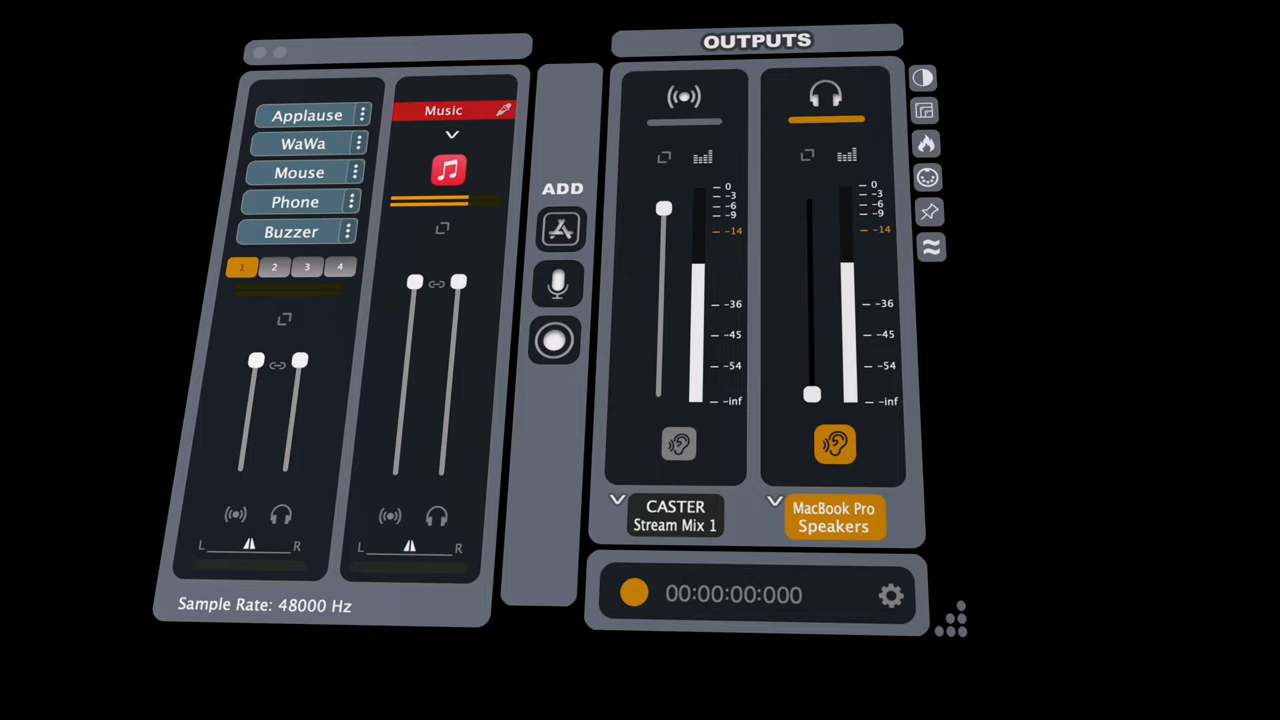 OUTPUTS
Applause
WaWa
Mouse
Phone
Buzzer
1 2 3 4
L R
Sample Rate: 48000 Hz
Music
L R
ADD
0
-3
-6
-9
-14
-36
-45
-54
-inf
CASTER
Stream Mix 1
0
-3
-6
-9
-14
-36
-45
-54
-inf
MacBook Pro
Speakers
00:00:00:000